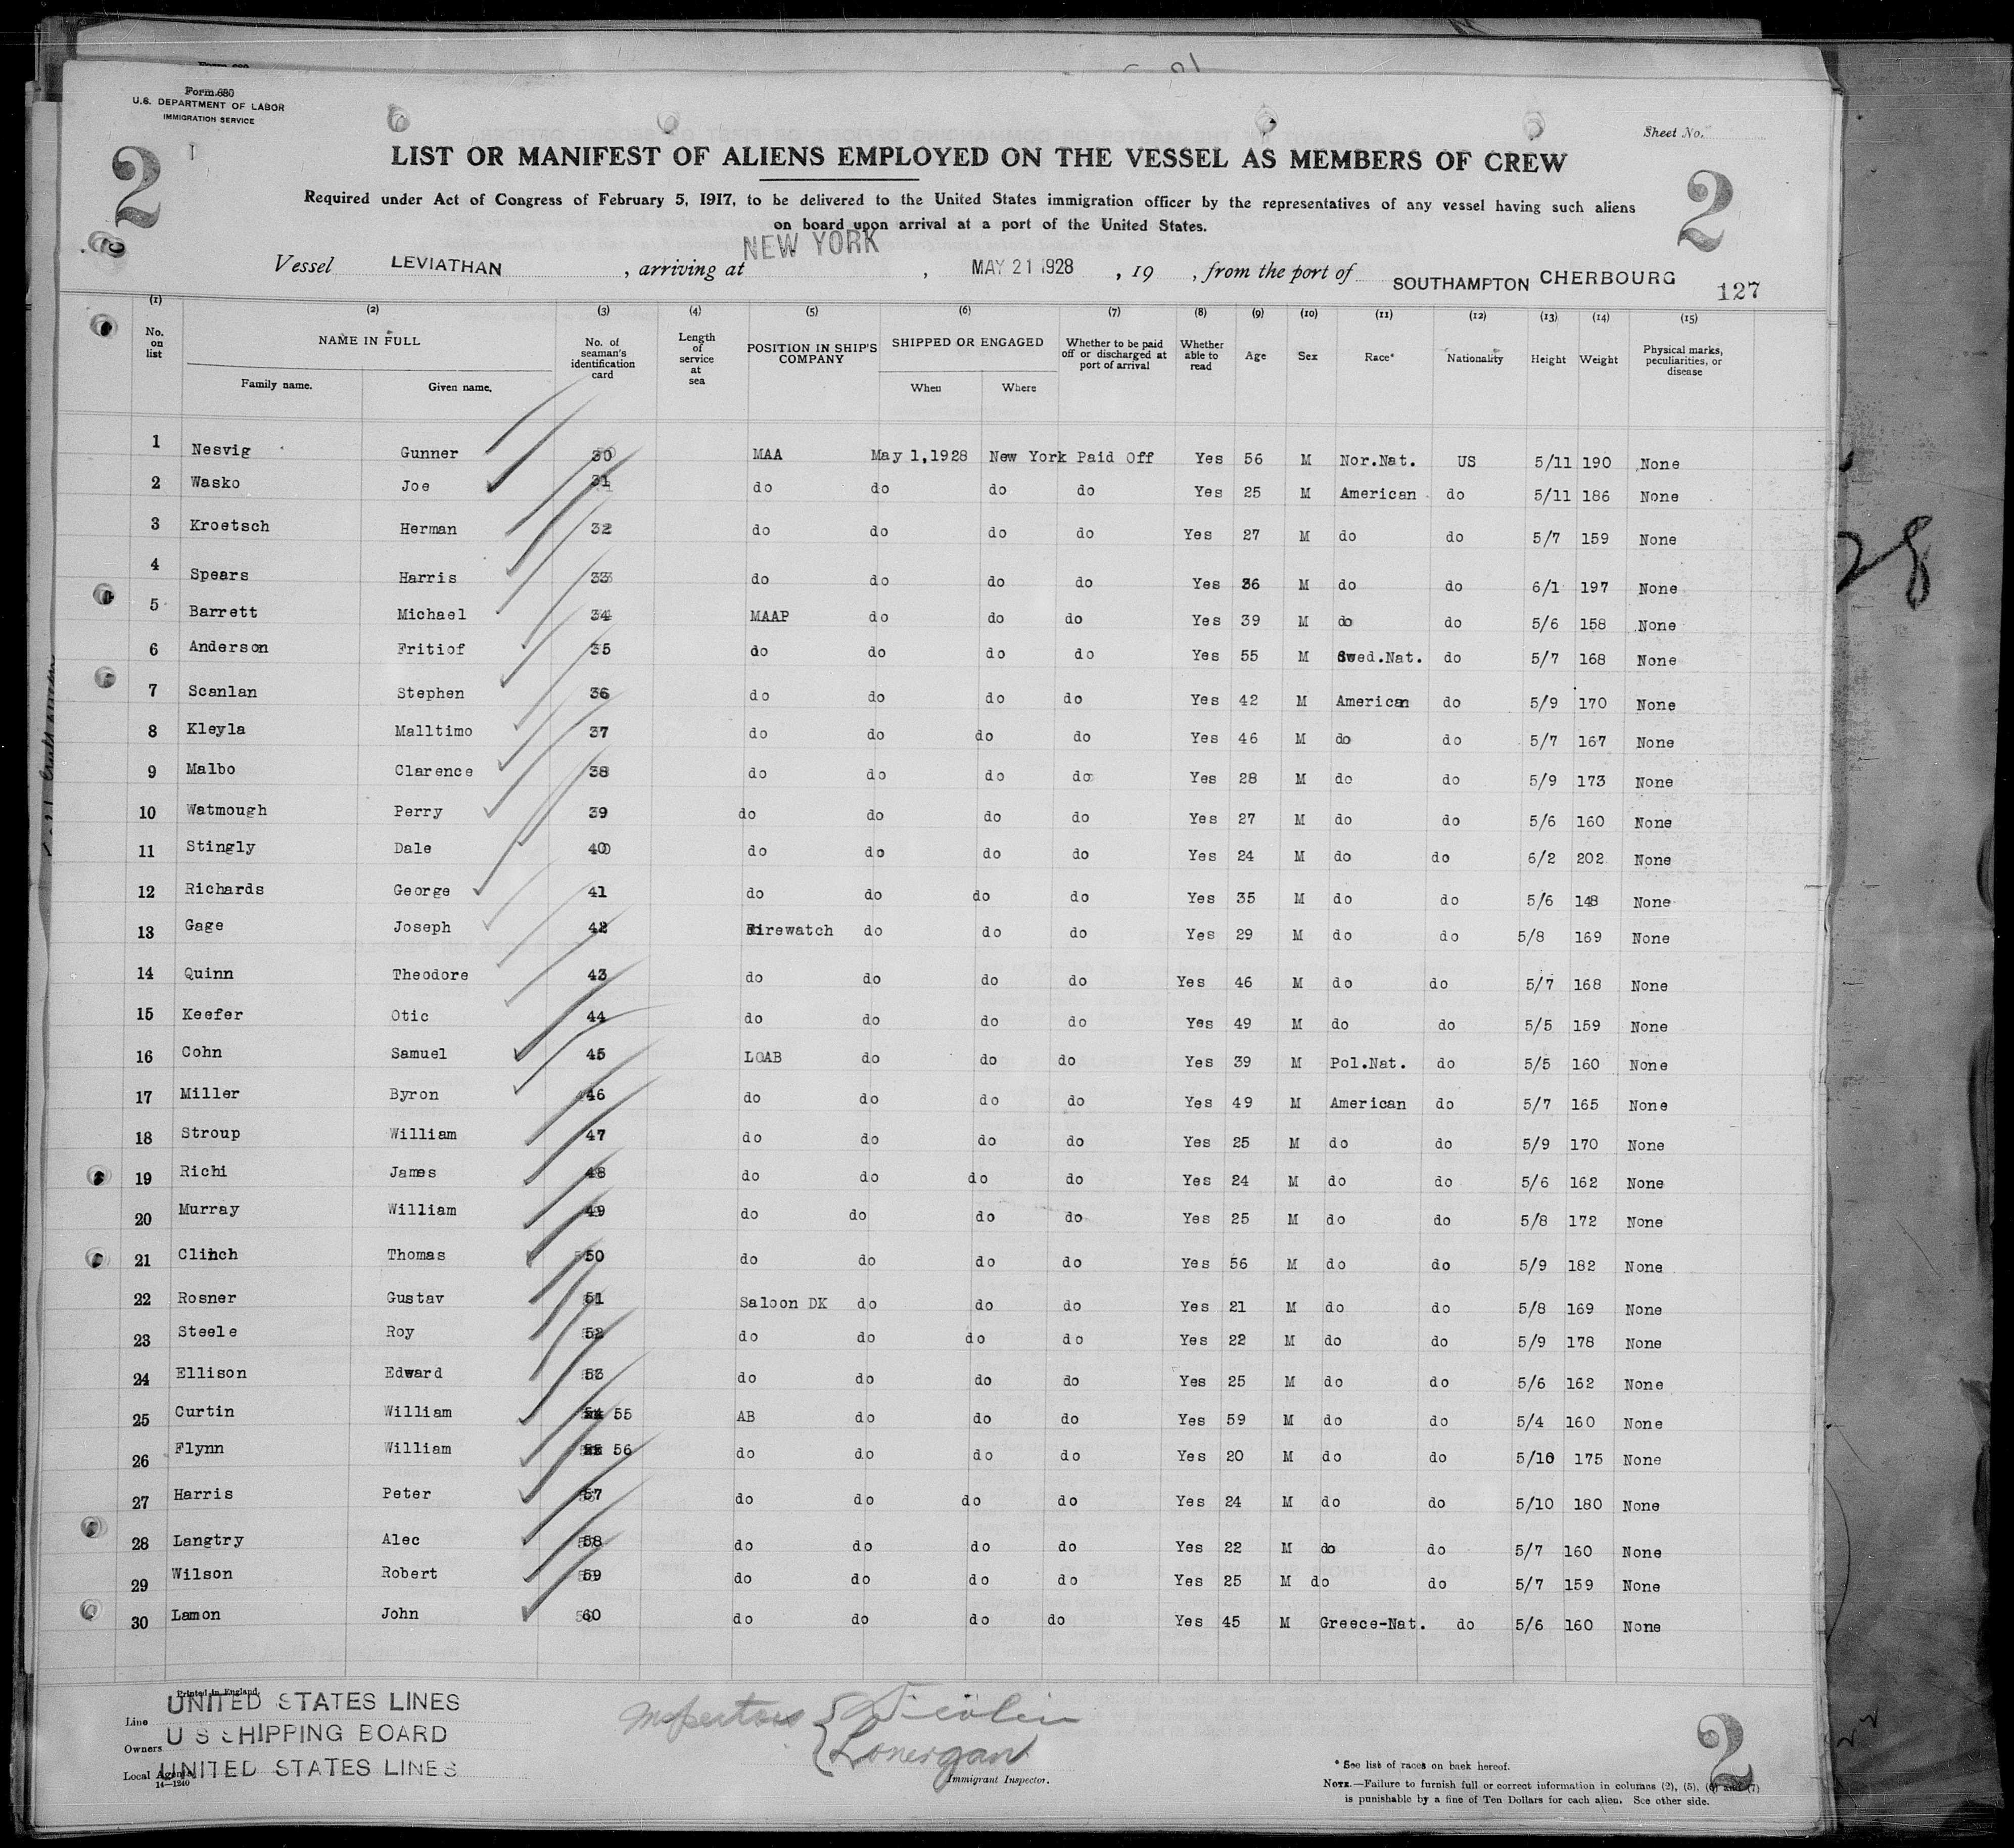 Form 680
U.S. DEPARTMENT OF LABOR
IMMIGRATION SERVICE
Sheet No.
2
2
LIST OR MANIFEST OF ALIENS EMPLOYED ON THE VESSEL AS MEMBERS OF CREW
Required under Act of Congress of February 5, 1917, to be delivered to the United States immigration officer by the representatives of any vessel having such aliens
on board upon arrival at a port of the United States.
Vessel LEVIATHAN , arriving at NEW YORK , MAY 21 1928 , 19 , from the port of SOUTHAMPTON CHERBOURG
127
(1) (2) (3) (4) (5) (6) (7) (8) (9) (10) (11) (12) (13) (14) (15)
No. on list NAME IN FULL No. of seaman's identification card Length of service at sea POSITION IN SHIP'S COMPANY SHIPPED OR ENGAGED Whether to be paid off or discharged at port of arrival Whether able to read Age Sex Race* Nationality Height Weight Physical marks, peculiarities, or disease
Family name. Given name. When Where
1 Nesvig Gunner 30 MAA May 1,1928 New York Paid Off Yes 56 M Nor.Nat. US 5/11 190 None
2 Wasko Joe 31 do do do do Yes 25 M American do 5/11 186 None
3 Kroetsch Herman 32 do do do do Yes 27 M do do 5/7 159 None
4 Spears Harris 33 do do do do Yes 36 M do do 6/1 197 None
5 Barrett Michael 34 MAAP do do do Yes 39 M do do 5/6 158 None
6 Anderson Fritiof 35 do do do do Yes 55 M Swed.Nat. do 5/7 168 None
7 Scanlan Stephen 36 do do do do Yes 42 M American do 5/9 170 None
8 Kleyla Malltimo 37 do do do do Yes 46 M do do 5/7 167 None
9 Malbo Clarence 38 do do do do Yes 28 M do do 5/9 173 None
10 Watmough Perry 39 do do do do Yes 27 M do do 5/6 160 None
11 Stingly Dale 40 do do do do Yes 24 M do do 6/2 202 None
12 Richards George 41 do do do do Yes 35 M do do 5/6 148 None
13 Gage Joseph 42 Firewatch do do do Yes 29 M do do 5/8 169 None
14 Quinn Theodore 43 do do do do Yes 46 M do do 5/7 168 None
15 Keefer Otic 44 do do do do Yes 49 M do do 5/5 159 None
16 Cohn Samuel 45 LOAB do do do Yes 39 M Pol.Nat. do 5/5 160 None
17 Miller Byron 46 do do do do Yes 49 M American do 5/7 165 None
18 Stroup William 47 do do do do Yes 25 M do do 5/9 170 None
19 Richi James 48 do do do do Yes 24 M do do 5/6 162 None
20 Murray William 49 do do do do Yes 25 M do do 5/8 172 None
21 Clinch Thomas 50 do do do do Yes 56 M do do 5/9 182 None
22 Rosner Gustav 51 Saloon DK do do do Yes 21 M do do 5/8 169 None
23 Steele Roy 52 do do do do Yes 22 M do do 5/9 178 None
24 Ellison Edward 53 do do do do Yes 25 M do do 5/6 162 None
25 Curtin William 55 AB do do do Yes 59 M do do 5/4 160 None
26 Flynn William 56 do do do do Yes 20 M do do 5/10 175 None
27 Harris Peter 57 do do do do Yes 24 M do do 5/10 180 None
28 Langtry Alec 58 do do do do Yes 22 M do do 5/7 160 None
29 Wilson Robert 59 do do do do Yes 25 M do do 5/7 159 None
30 Lamon John 60 do do do do Yes 45 M Greece-Nat. do 5/6 160 None
Printed in England.
Line UNITED STATES LINES
Owners U S SHIPPING BOARD
Local Agents UNITED STATES LINES
14—1240
Inspectors
Lonergan
Immigrant Inspector.
* See list of races on back hereof.
NOTE.—Failure to furnish full or correct information in columns (2), (5), (6) and (7)
is punishable by a fine of Ten Dollars for each alien. See other side.
2
28